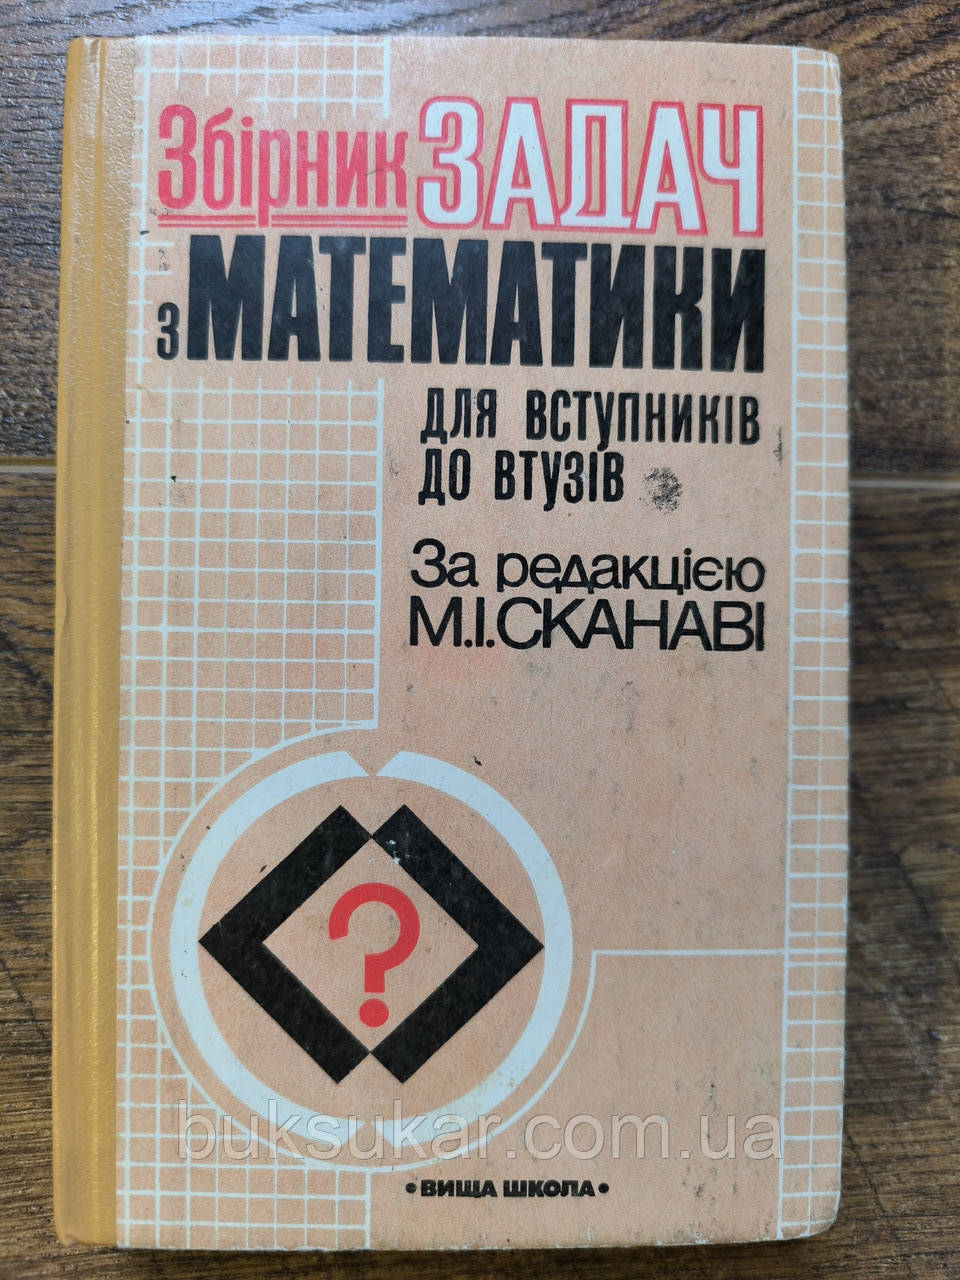 Збірник ЗАДАЧ
з МАТЕМАТИКИ
ДЛЯ ВСТУПНИКІВ
ДО ВТУЗІВ
За редакцією
М.І.СКАНАВІ
?
buksukar.com.ua
• ВИЩА ШКОЛА •